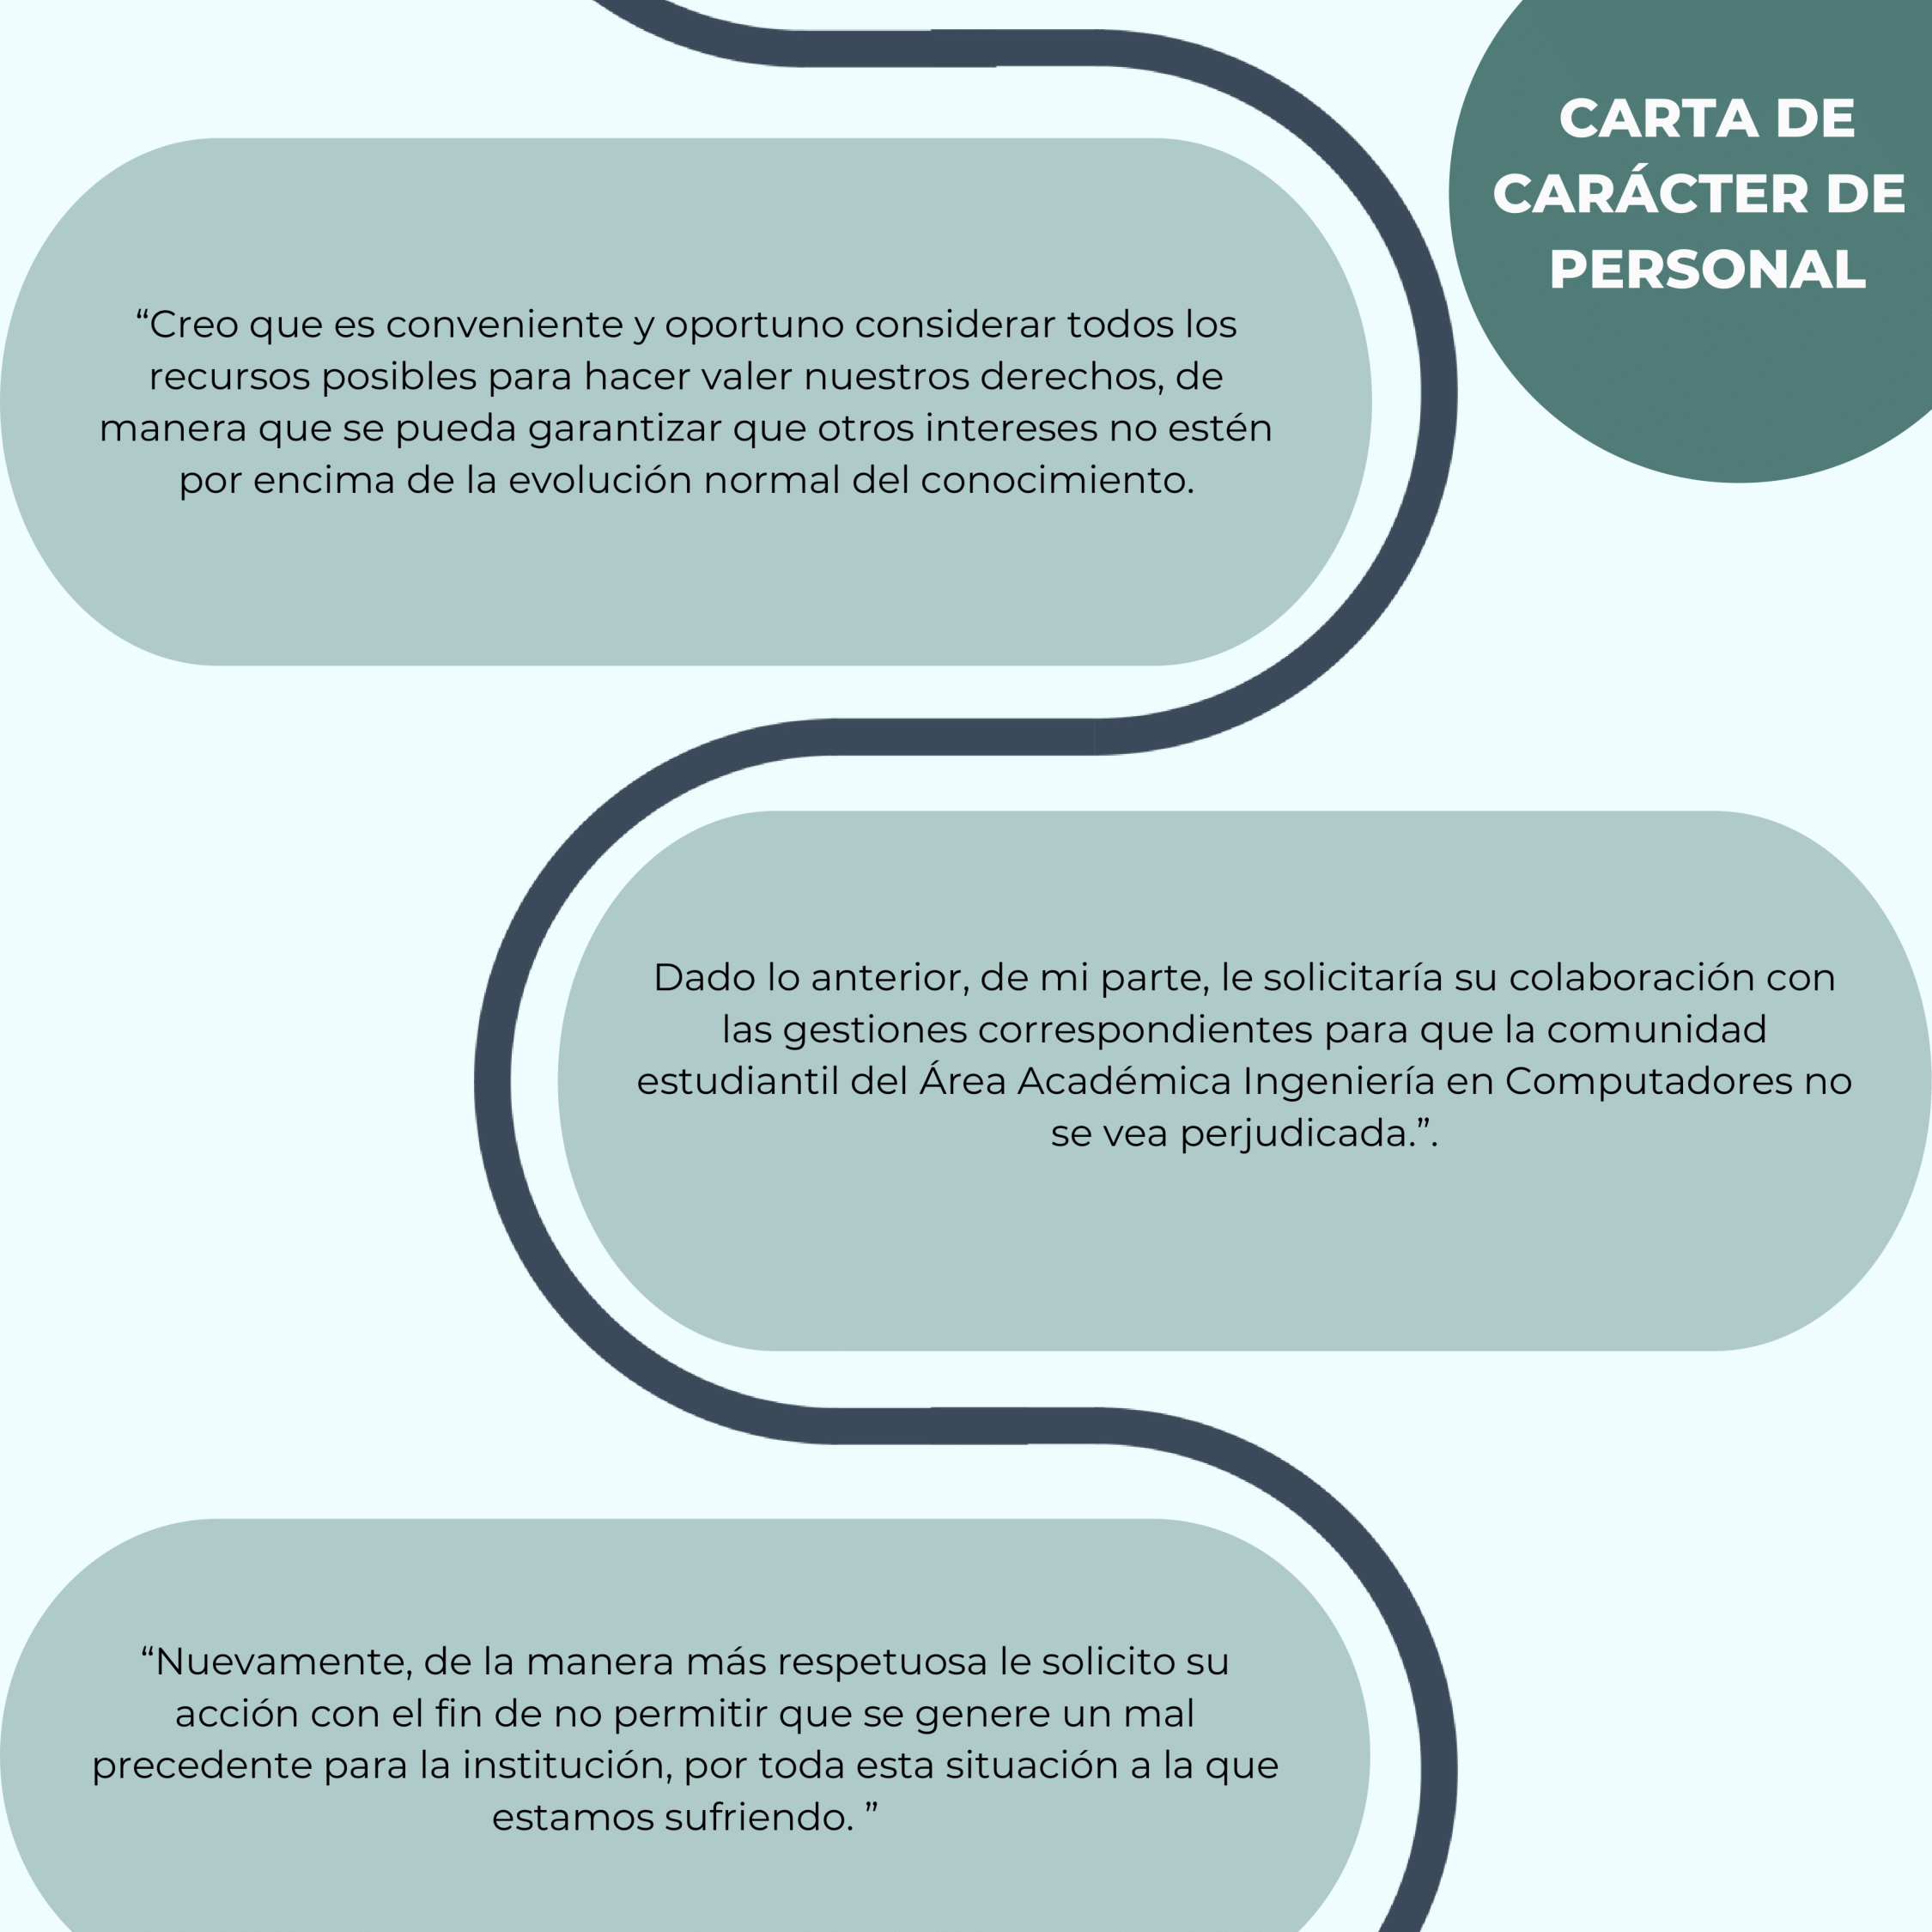 CARTA DE
CARÁCTER DE
PERSONAL
“Creo que es conveniente y oportuno considerar todos los
recursos posibles para hacer valer nuestros derechos, de
manera que se pueda garantizar que otros intereses no estén
por encima de la evolución normal del conocimiento.
Dado lo anterior, de mi parte, le solicitaría su colaboración con
las gestiones correspondientes para que la comunidad
estudiantil del Área Académica Ingeniería en Computadores no
se vea perjudicada.”.
“Nuevamente, de la manera más respetuosa le solicito su
acción con el fin de no permitir que se genere un mal
precedente para la institución, por toda esta situación a la que
estamos sufriendo. ”